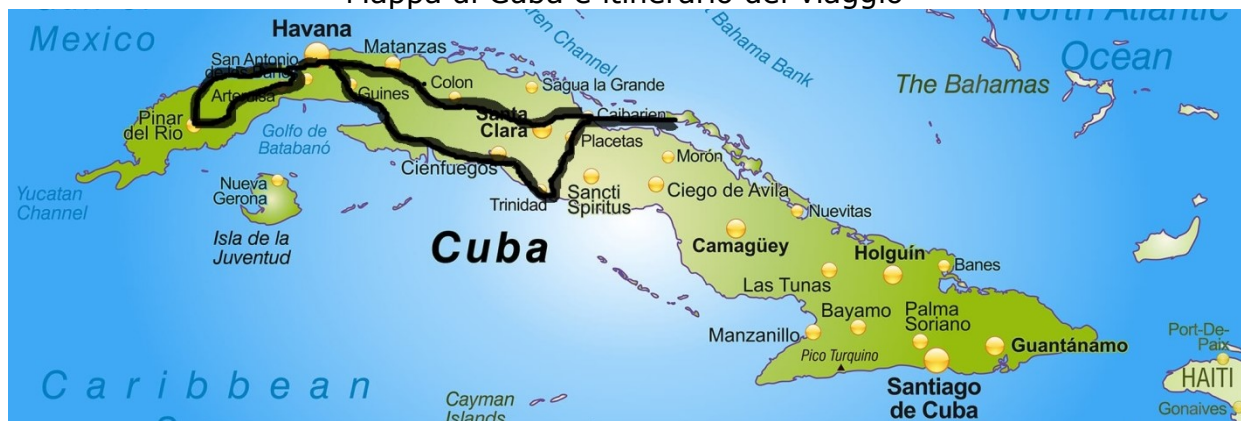 Mappa di Cuba e itinerario del viaggio
Mexico
Havana
Matanzas
San Antonio
Artemisa
Guines
Colon
Sagua la Grande
Pinar
del Rio
Golfo de
Batabanó
Santa
Clara
Caibarien
Placetas
Cienfuegos
Morón
Yucatan
Channel
Nueva
Gerona
Isla de la
Juventud
Trinidad
Sancti
Spiritus
Ciego de Avila
Nuevitas
Cuba
Camagüey
Holguín
Banes
Las Tunas
Bayamo
Palma
Soriano
Manzanillo
Pico Turquino
Guantánamo
Santiago
de Cuba
Caribbean
Cayman
Islands
Channel
Bahama Bank
North Atlantic
Ocean
The Bahamas
Port-De-
Paix
HAITI
Gonaives